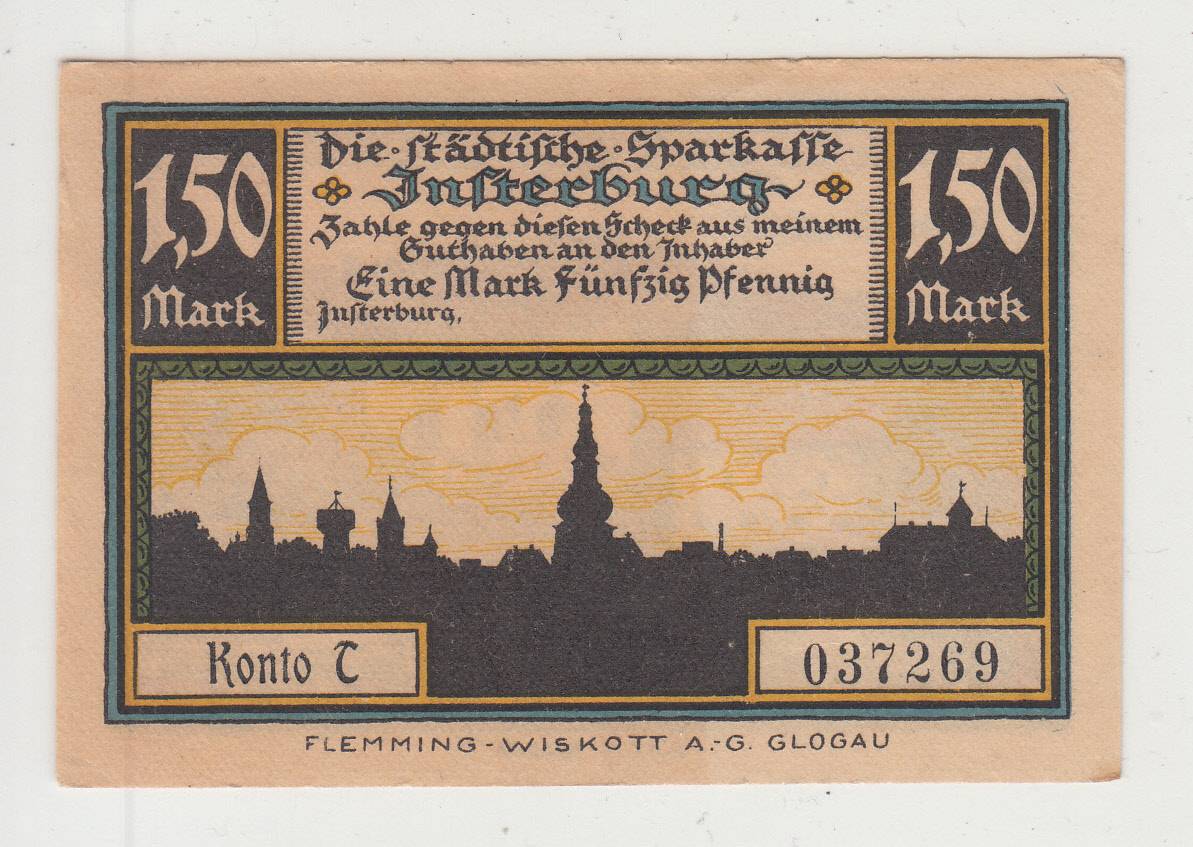 1,50
Mark
Die·städtische·Sparkasse
Insterburg
Zahle gegen diesen Scheck aus meinem
Guthaben an den Inhaber
Eine Mark Fünfzig Pfennig
Insterburg,
1,50
Mark
Konto T
037269
FLEMMING-WISKOTT A.-G. GLOGAU